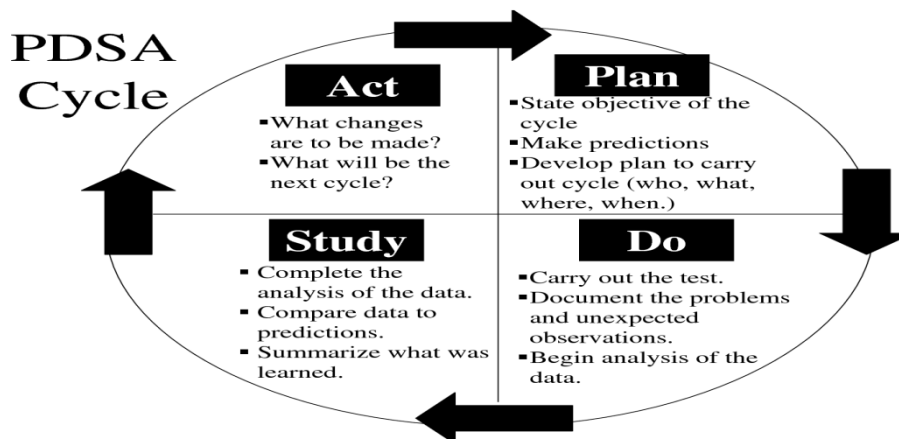 PDSA
Cycle
Act
▪What changes
are to be made?
▪What will be the
next cycle?
Plan
▪State objective of the
cycle
▪Make predictions
▪Develop plan to carry
out cycle (who, what,
where, when.)
Study
▪ Complete the
analysis of the data.
▪ Compare data to
predictions.
▪ Summarize what was
learned.
Do
▪Carry out the test.
▪Document the problems
and unexpected
observations.
▪Begin analysis of the
data.